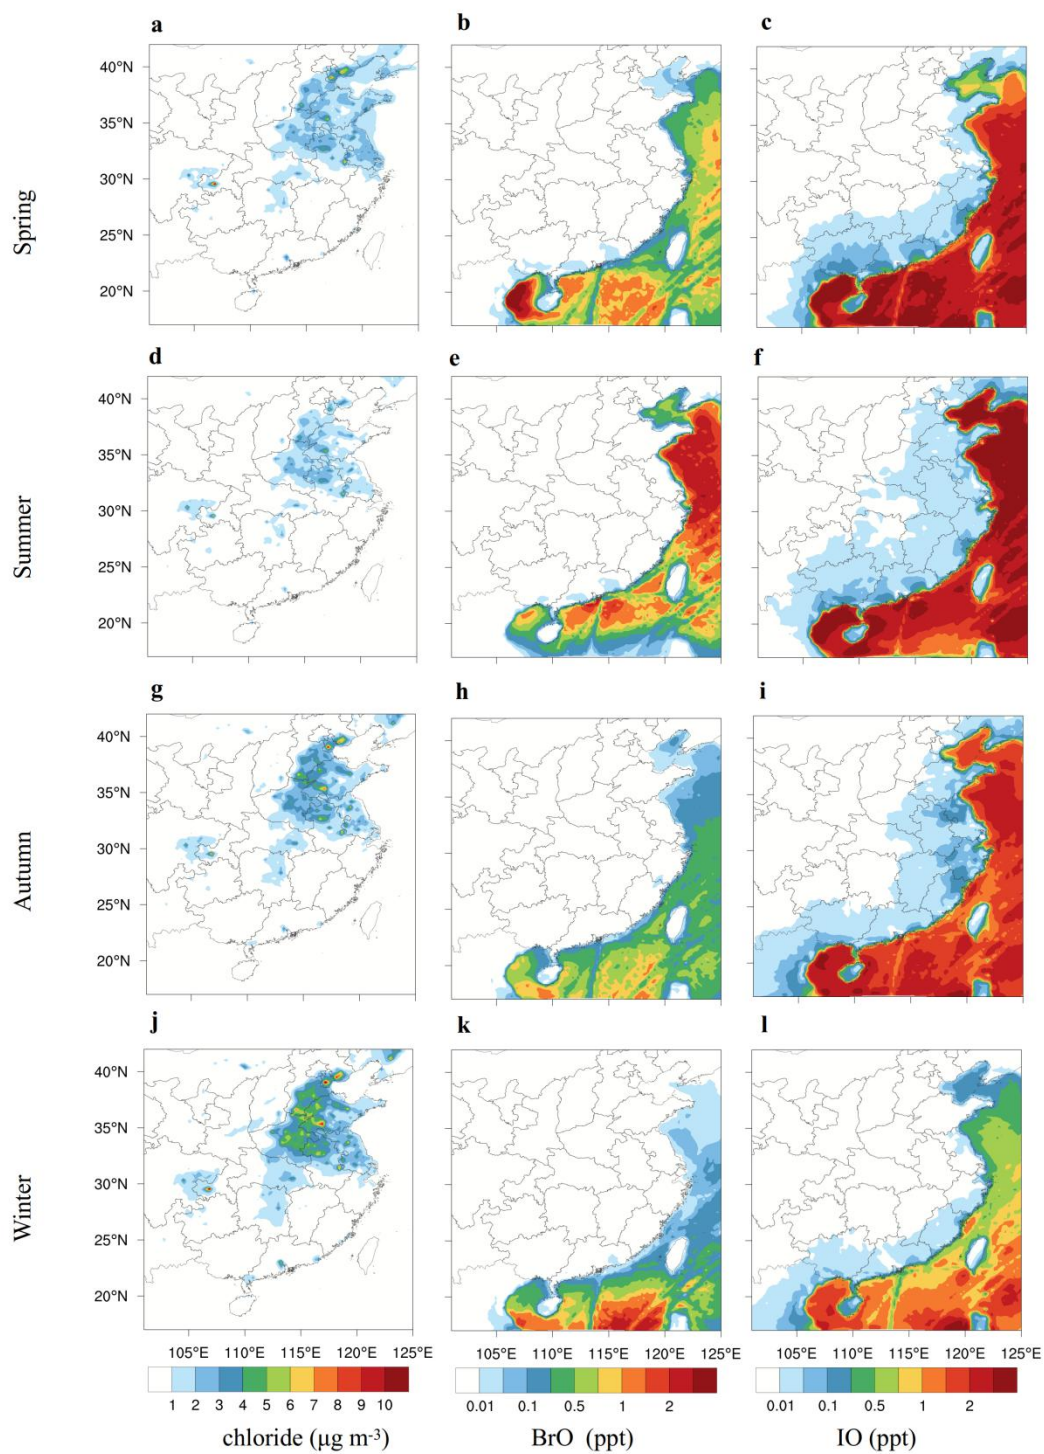 a b c
40°N
35°N
30°N
25°N
20°N
Spring
d e f
40°N
35°N
30°N
25°N
20°N
Summer
g h i
40°N
35°N
30°N
25°N
20°N
Autumn
j k l
40°N
35°N
30°N
25°N
20°N
Winter
105°E 110°E 115°E 120°E 125°E 105°E 110°E 115°E 120°E 125°E 105°E 110°E 115°E 120°E 125°E
1 2 3 4 5 6 7 8 9 10 0.01 0.1 0.5 1 2 0.01 0.1 0.5 1 2
chloride (μg m⁻³) BrO (ppt) IO (ppt)